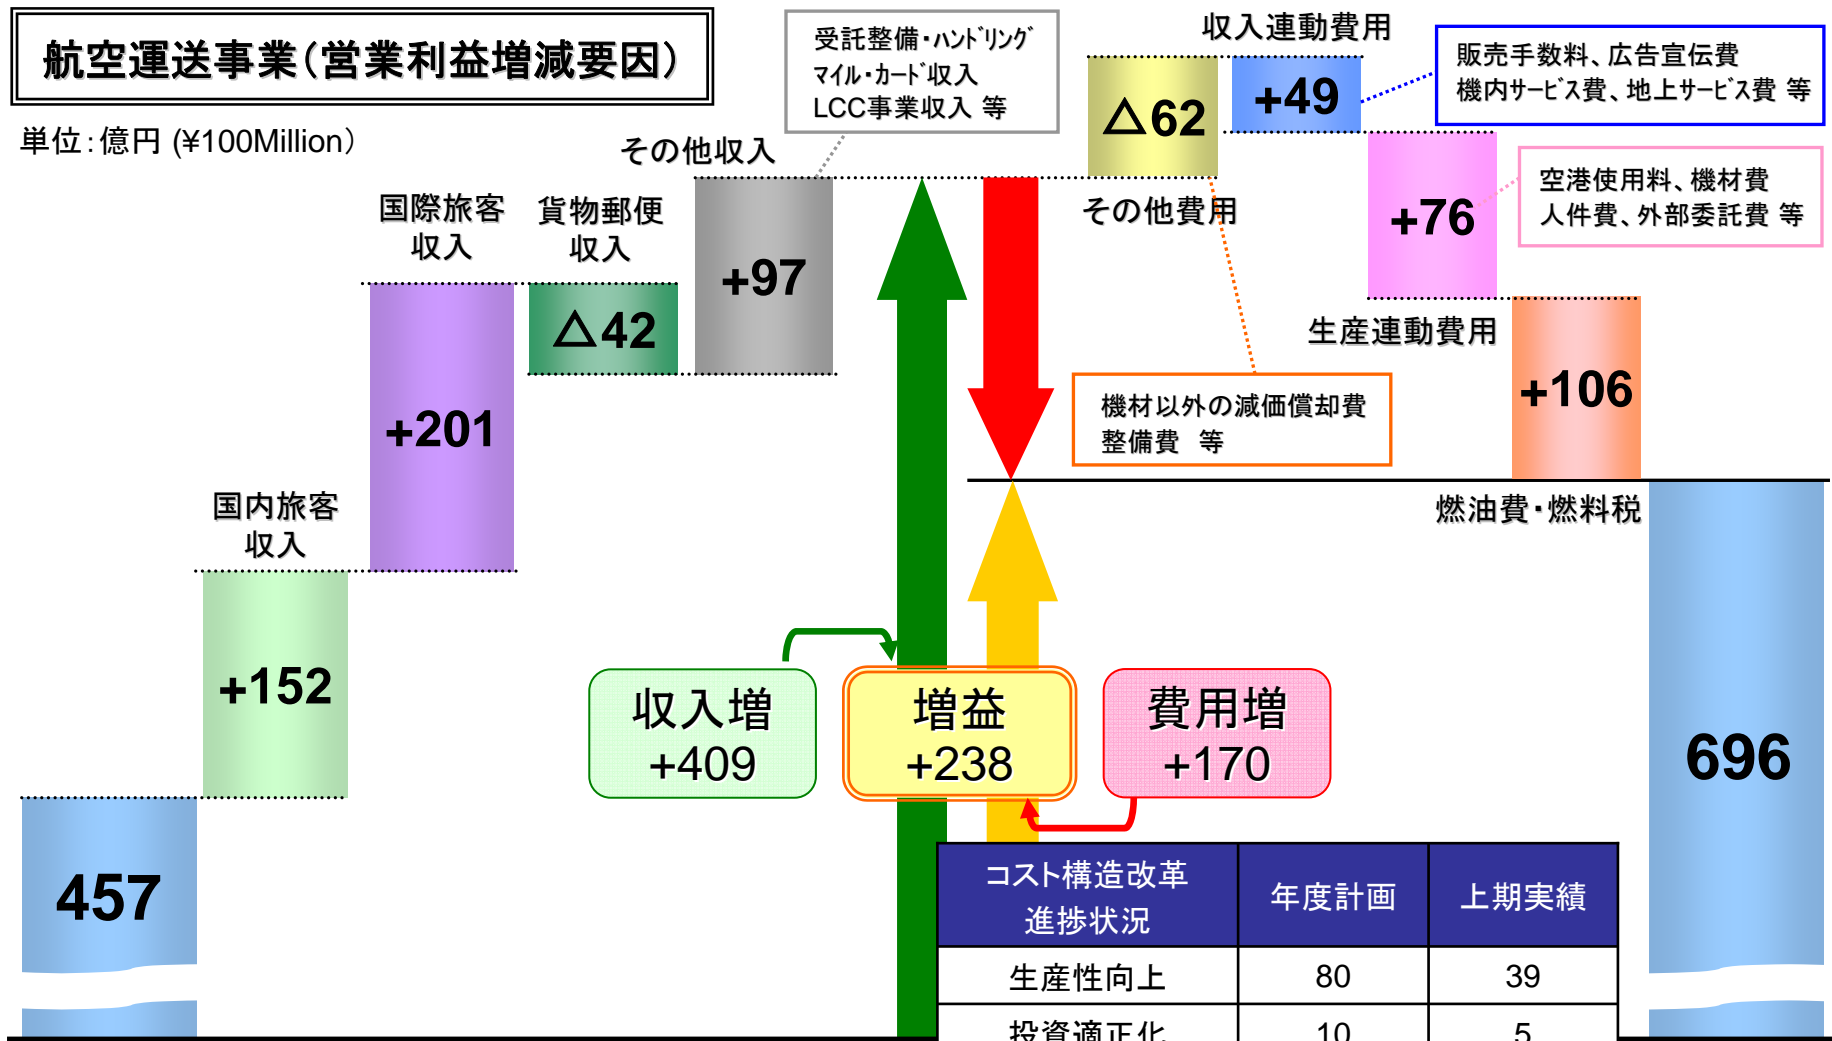 航空運送事業(営業利益増減要因)
単位:億円 (¥100Million)
受託整備・ハンドリング
マイル・カード収入
LCC事業収入 等
その他収入
+97
国際旅客
収入
+201
貨物郵便
収入
△42
国内旅客
収入
+152
457
収入連動費用
+49
販売手数料、広告宣伝費
機内サービス費、地上サービス費 等
△62
その他費用
+76
空港使用料、機材費
人件費、外部委託費 等
生産連動費用
+106
機材以外の減価償却費
整備費 等
燃油費・燃料税
696
収入増
+409
増益
+238
費用増
+170
コスト構造改革
進捗状況
年度計画
上期実績
生産性向上 80 39
投資適正化 10 5